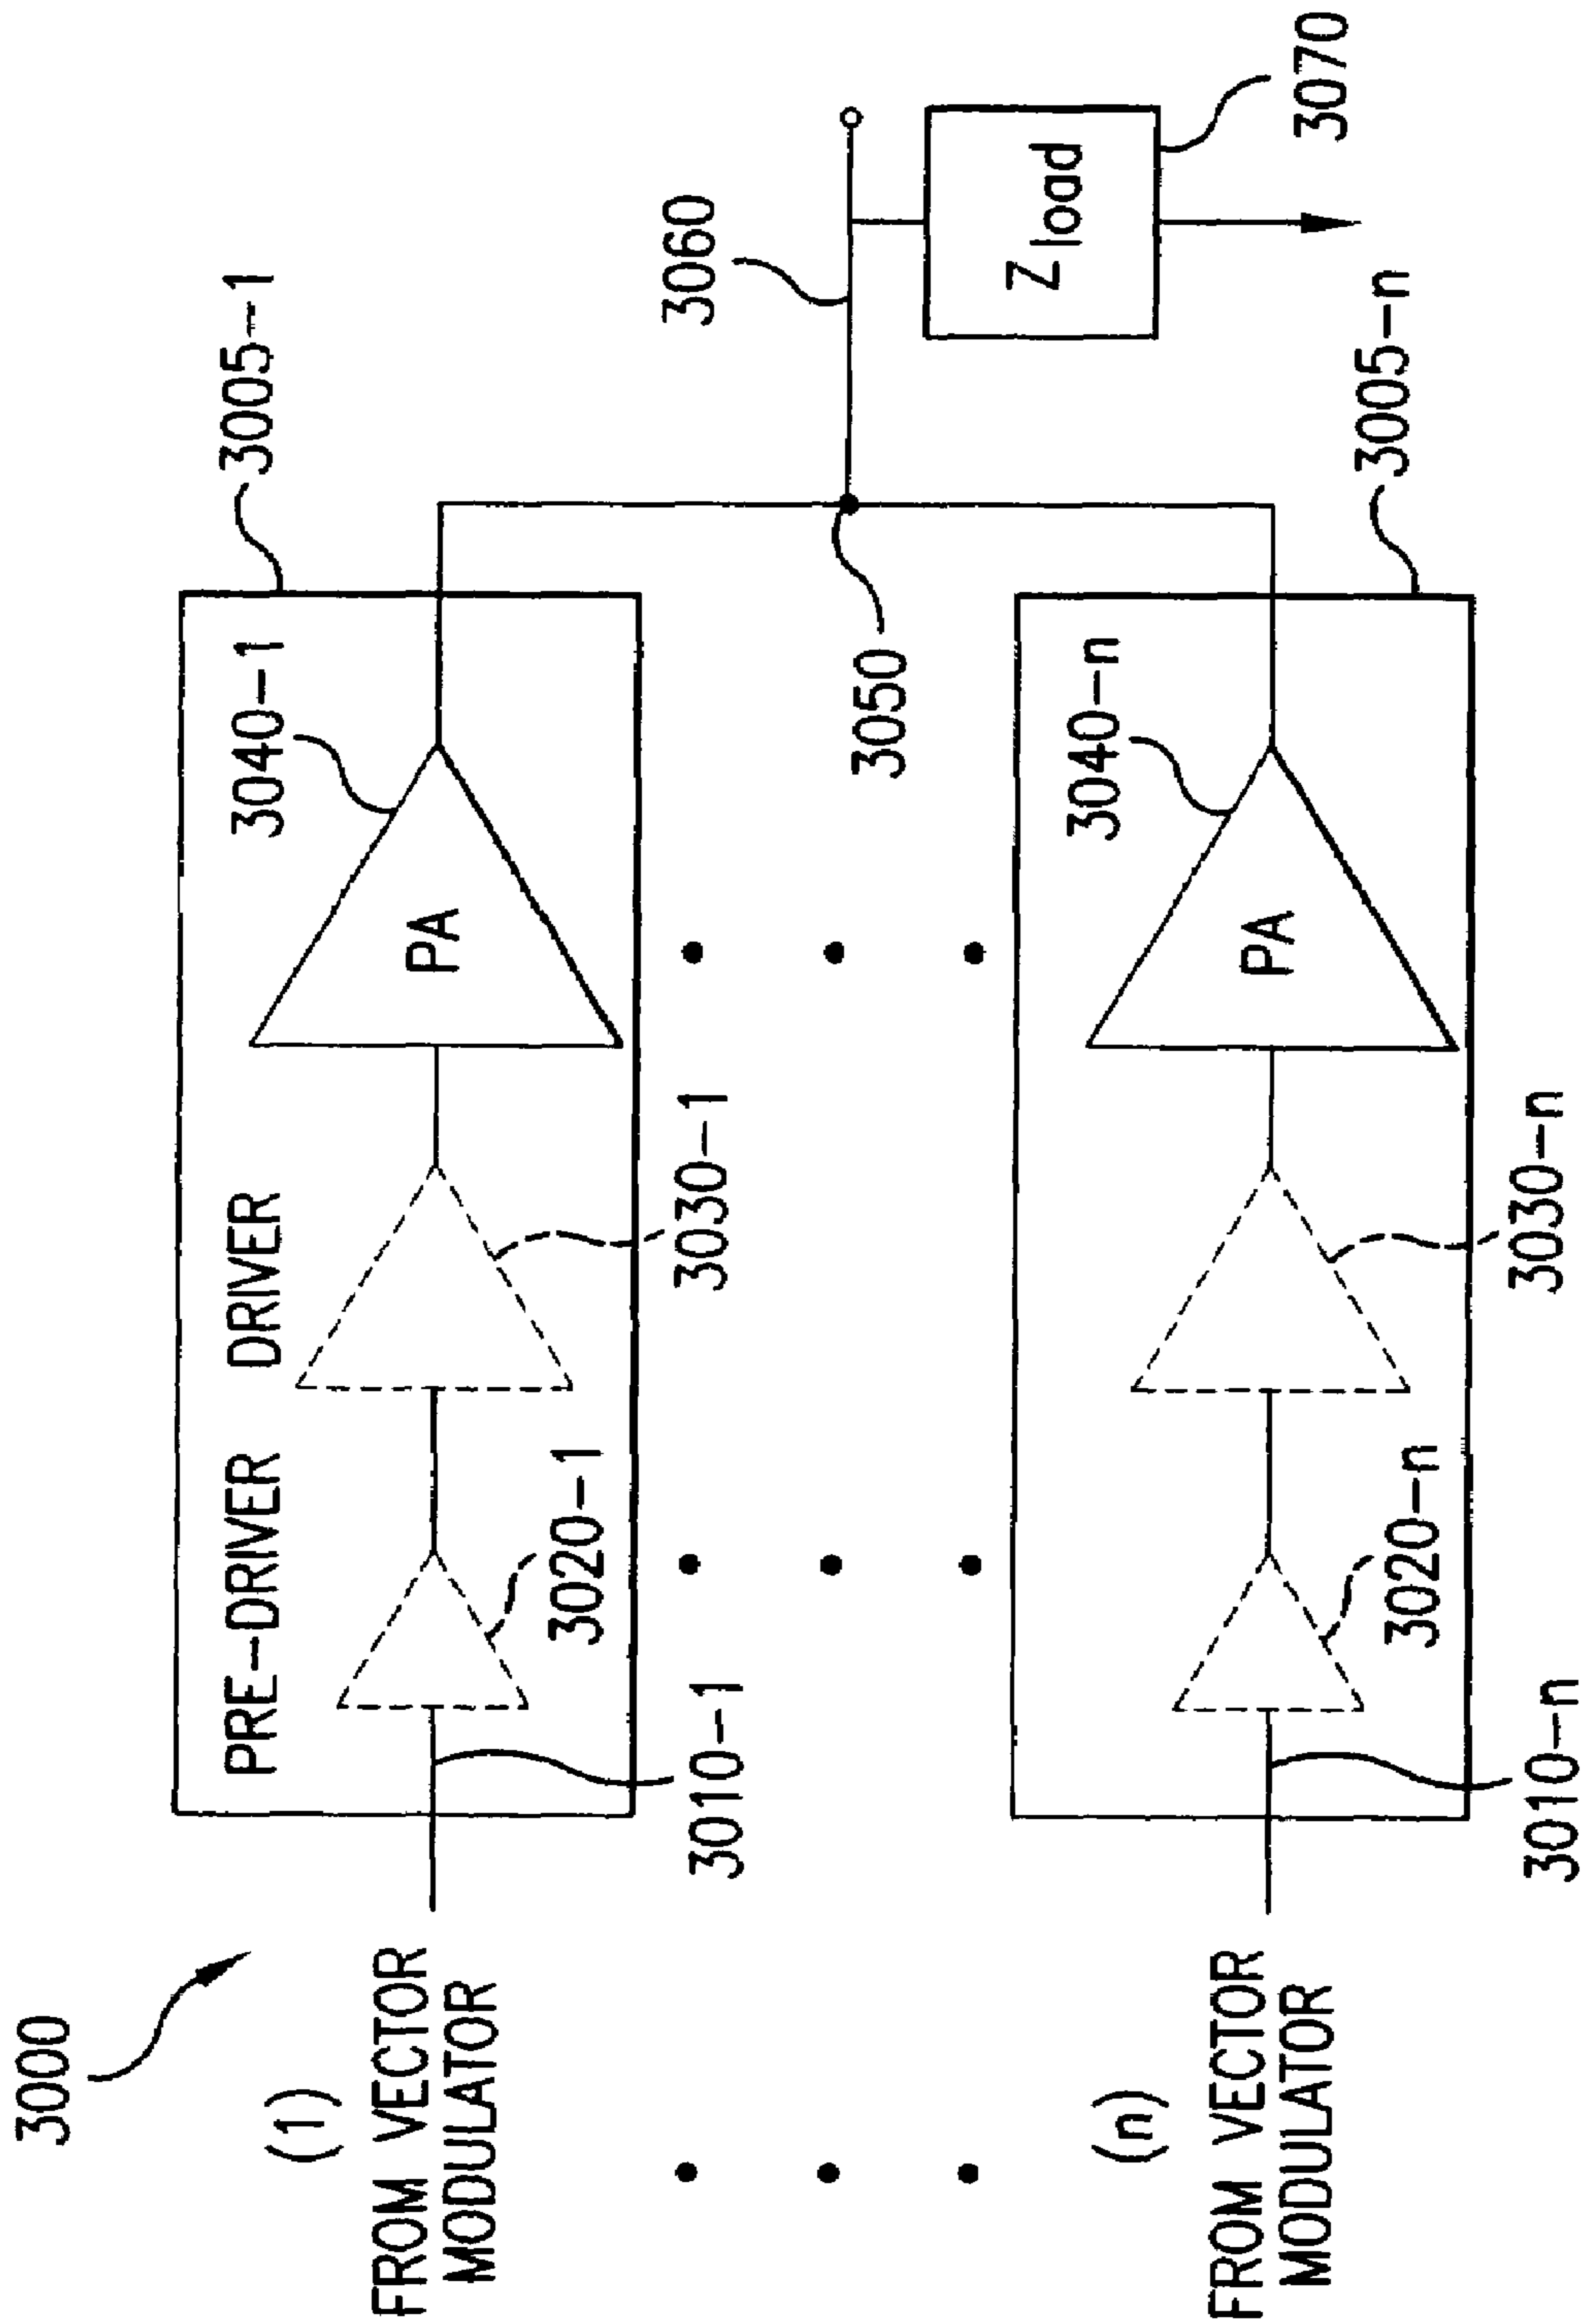 3000
(1)
FROM VECTOR
MODULATOR
3010-1
PRE-DRIVER
3020-1
DRIVER
3030-1
3040-1
PA
3005-1
3050
3060
Z load
3070
(n)
FROM VECTOR
MODULATOR
3010-n
3020-n
3030-n
3040-n
PA
3005-n